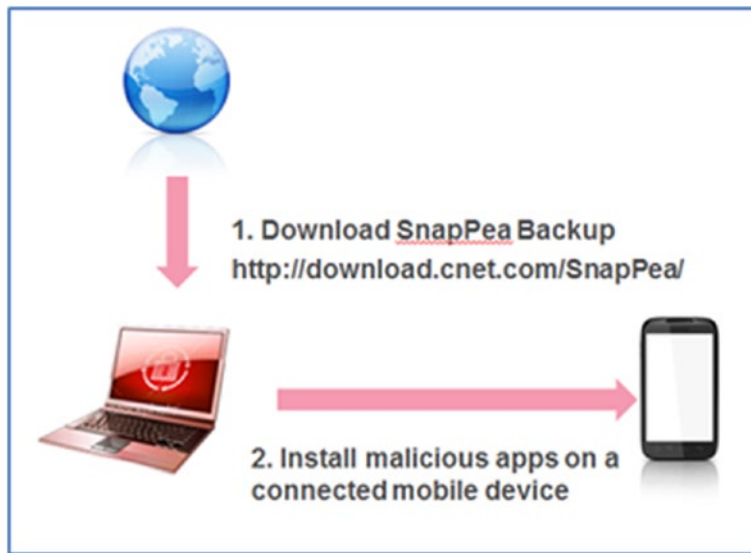 1. Download SnapPea Backup
http://download.cnet.com/SnapPea/
2. Install malicious apps on a
connected mobile device